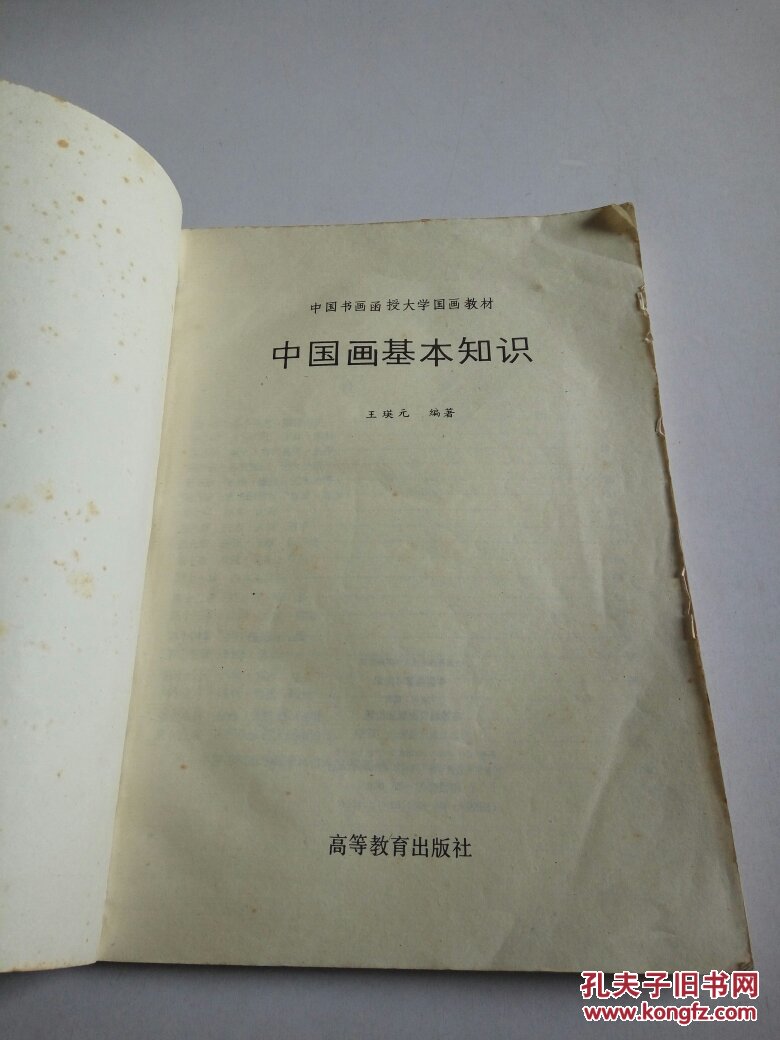 中国书画函授大学国画教材
中国画基本知识
王瑛元 编著
高等教育出版社
孔夫子旧书网
www.kongfz.com